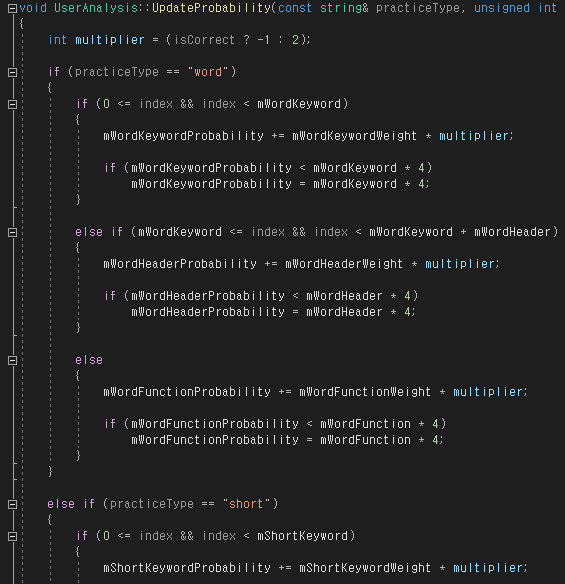 void UserAnalysis::UpdateProbability(const string& practiceType, unsigned int
{
    int multiplier = (isCorrect ? -1 : 2);

    if (practiceType == "word")
    {
        if (0 <= index && index < mWordKeyword)
        {
            mWordKeywordProbability += mWordKeywordWeight * multiplier;

            if (mWordKeywordProbability < mWordKeyword * 4)
                mWordKeywordProbability = mWordKeyword * 4;
        }

        else if (mWordKeyword <= index && index < mWordKeyword + mWordHeader)
        {
            mWordHeaderProbability += mWordHeaderWeight * multiplier;

            if (mWordHeaderProbability < mWordHeader * 4)
                mWordHeaderProbability = mWordHeader * 4;
        }

        else
        {
            mWordFunctionProbability += mWordFunctionWeight * multiplier;

            if (mWordFunctionProbability < mWordFunction * 4)
                mWordFunctionProbability = mWordFunction * 4;
        }
    }

    else if (practiceType == "short")
    {
        if (0 <= index && index < mShortKeyword)
        {
            mShortKeywordProbability += mShortKeywordWeight * multiplier;